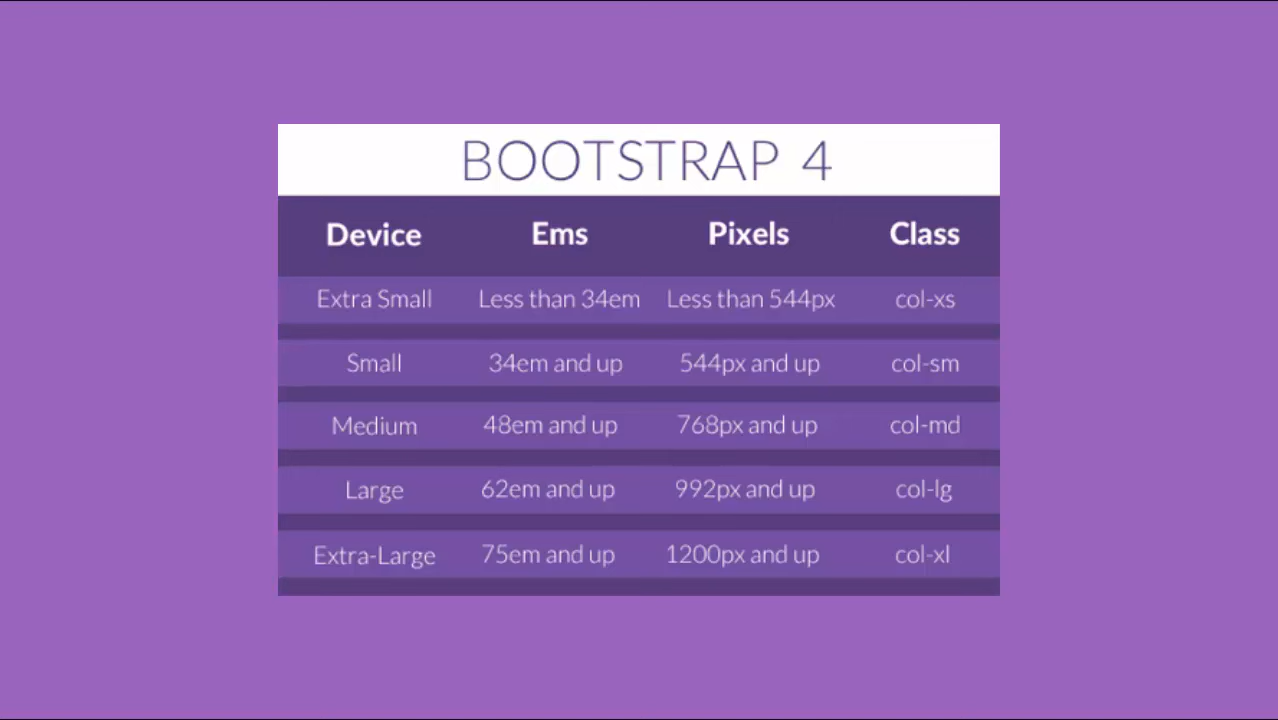 BOOTSTRAP 4
Device Ems Pixels Class
Extra Small Less than 34em Less than 544px col-xs
Small 34em and up 544px and up col-sm
Medium 48em and up 768px and up col-md
Large 62em and up 992px and up col-lg
Extra-Large 75em and up 1200px and up col-xl